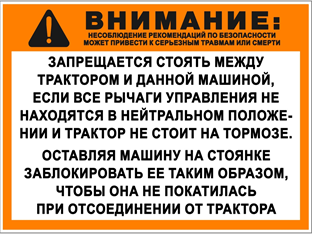 ВНИМАНИЕ:
НЕСОБЛЮДЕНИЕ РЕКОМЕНДАЦИЙ ПО БЕЗОПАСНОСТИ
МОЖЕТ ПРИВЕСТИ К СЕРЬЕЗНЫМ ТРАВМАМ ИЛИ СМЕРТИ
ЗАПРЕЩАЕТСЯ СТОЯТЬ МЕЖДУ
ТРАКТОРОМ И ДАННОЙ МАШИНОЙ,
ЕСЛИ ВСЕ РЫЧАГИ УПРАВЛЕНИЯ НЕ
НАХОДЯТСЯ В НЕЙТРАЛЬНОМ ПОЛОЖЕ-
НИИ И ТРАКТОР НЕ СТОИТ НА ТОРМОЗЕ.
ОСТАВЛЯЯ МАШИНУ НА СТОЯНКЕ
ЗАБЛОКИРОВАТЬ ЕЕ ТАКИМ ОБРАЗОМ,
ЧТОБЫ ОНА НЕ ПОКАТИЛАСЬ
ПРИ ОТСОЕДИНЕНИИ ОТ ТРАКТОРА